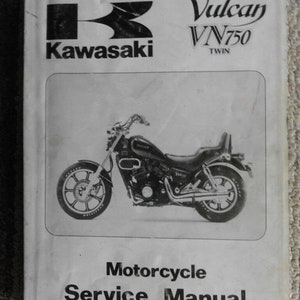 Kawasaki
Vulcan
VN750
TWIN
Motorcycle
Service Manual